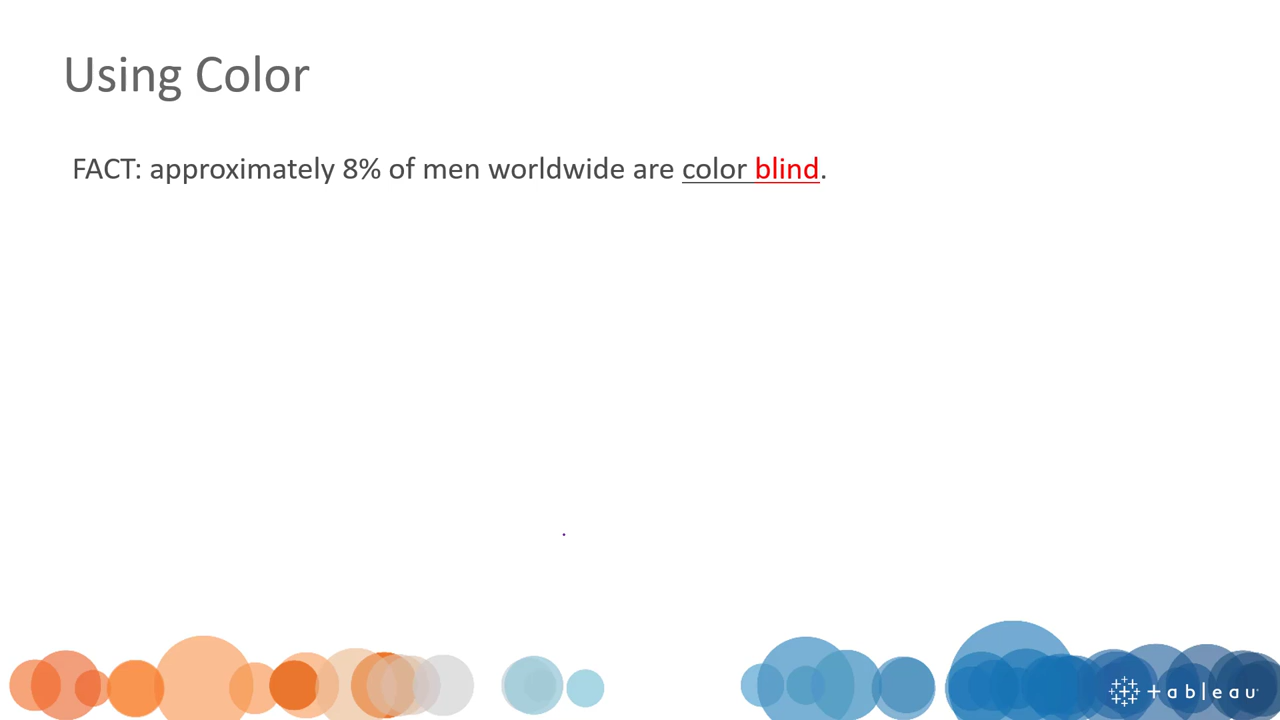 Using Color
FACT: approximately 8% of men worldwide are color blind.
+ a b l e a u